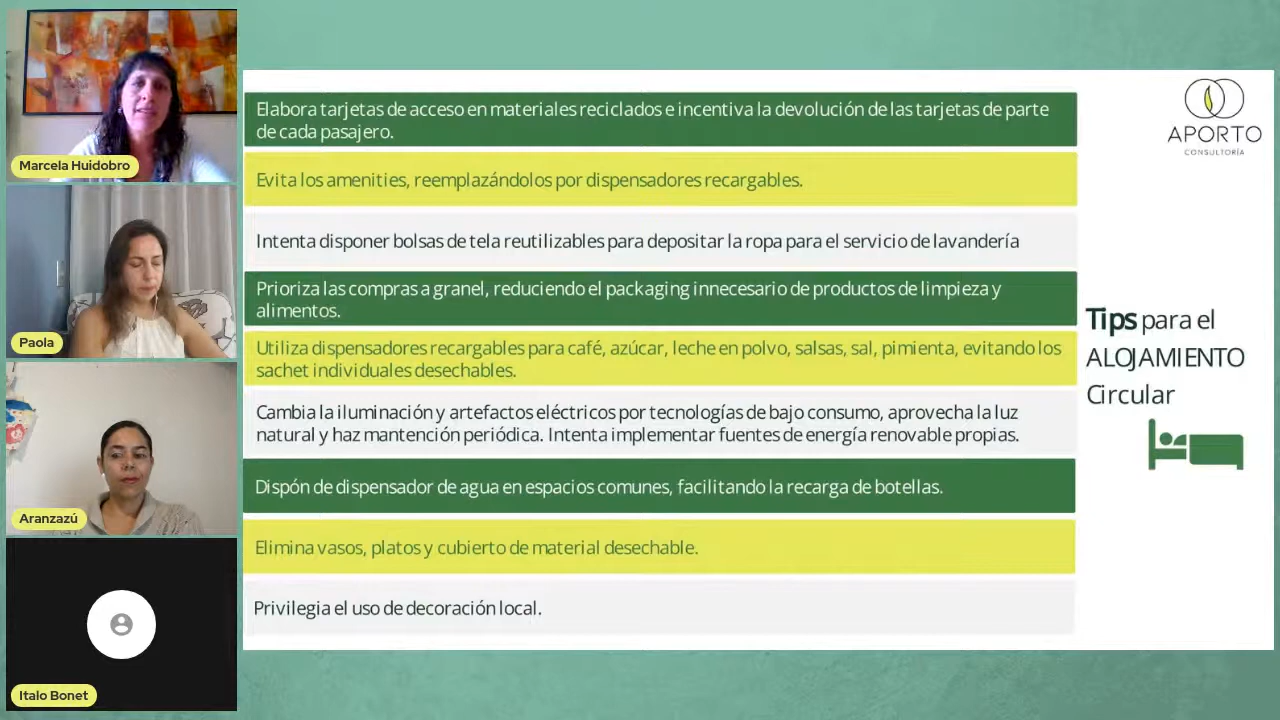 Marcela Huidobro
Paola
Aranzazú
Italo Bonet
Elabora tarjetas de acceso en materiales reciclados e incentiva la devolución de las tarjetas de parte
de cada pasajero.
Evita los amenities, reemplazándolos por dispensadores recargables.
Intenta disponer bolsas de tela reutilizables para depositar la ropa para el servicio de lavandería
Prioriza las compras a granel, reduciendo el packaging innecesario de productos de limpieza y
alimentos.
Utiliza dispensadores recargables para café, azúcar, leche en polvo, salsas, sal, pimienta, evitando los
sachet individuales desechables.
Cambia la iluminación y artefactos eléctricos por tecnologías de bajo consumo, aprovecha la luz
natural y haz mantención periódica. Intenta implementar fuentes de energía renovable propias.
Dispón de dispensador de agua en espacios comunes, facilitando la recarga de botellas.
Elimina vasos, platos y cubierto de material desechable.
Privilegia el uso de decoración local.
APORTO
CONSULTORÍA
Tips para el
ALOJAMIENTO
Circular